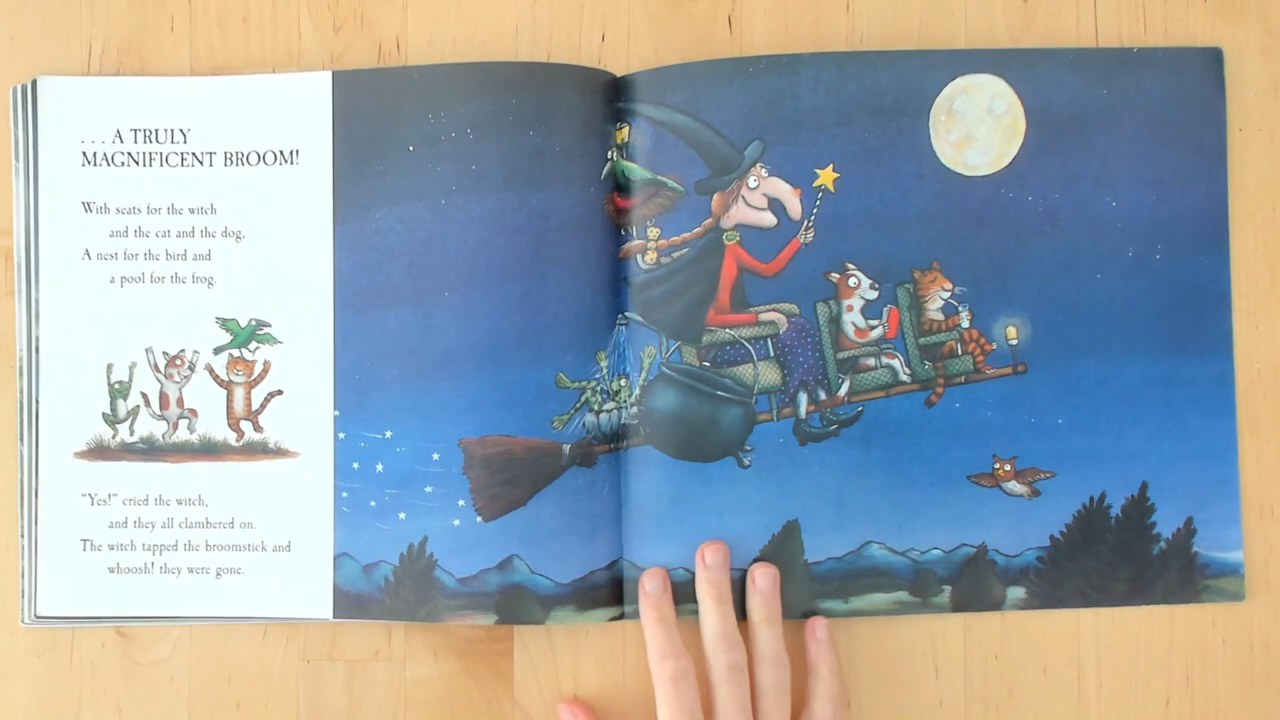 . . . A TRULY
MAGNIFICENT BROOM!
With seats for the witch
and the cat and the dog,
A nest for the bird and
a pool for the frog.
“Yes!” cried the witch,
and they all clambered on.
The witch tapped the broomstick and
whoosh! they were gone.